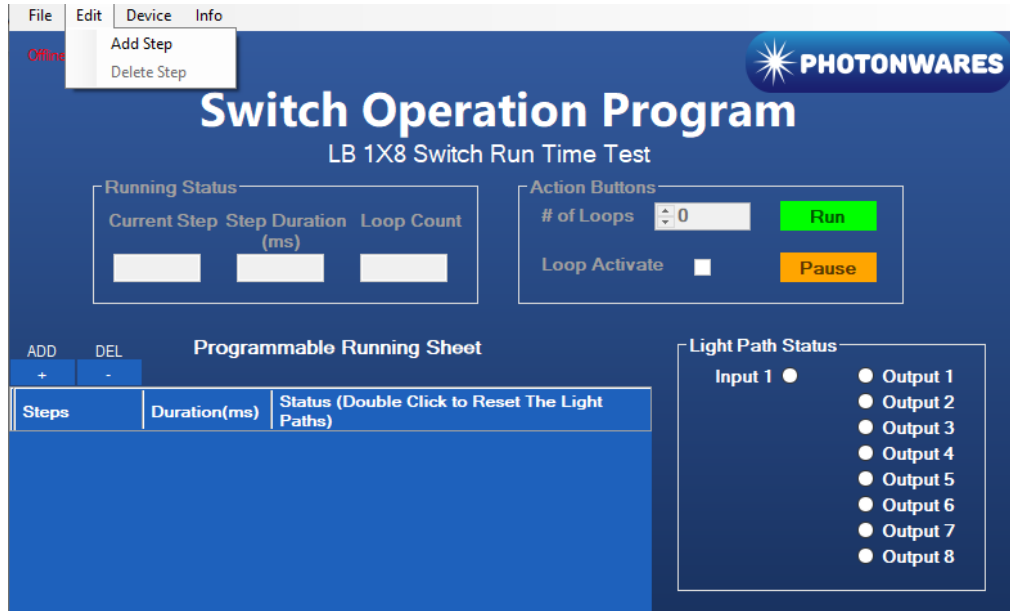 File Edit Device Info
Add Step
Delete Step
Offline
PHOTONWARES
Switch Operation Program
LB 1X8 Switch Run Time Test
Running Status
Current Step Step Duration (ms) Loop Count
Action Buttons
# of Loops 0 Run
Loop Activate Pause
ADD DEL Programmable Running Sheet
+ -
Steps Duration(ms) Status (Double Click to Reset The Light
Paths)
Light Path Status
Input 1 Output 1
Output 2
Output 3
Output 4
Output 5
Output 6
Output 7
Output 8